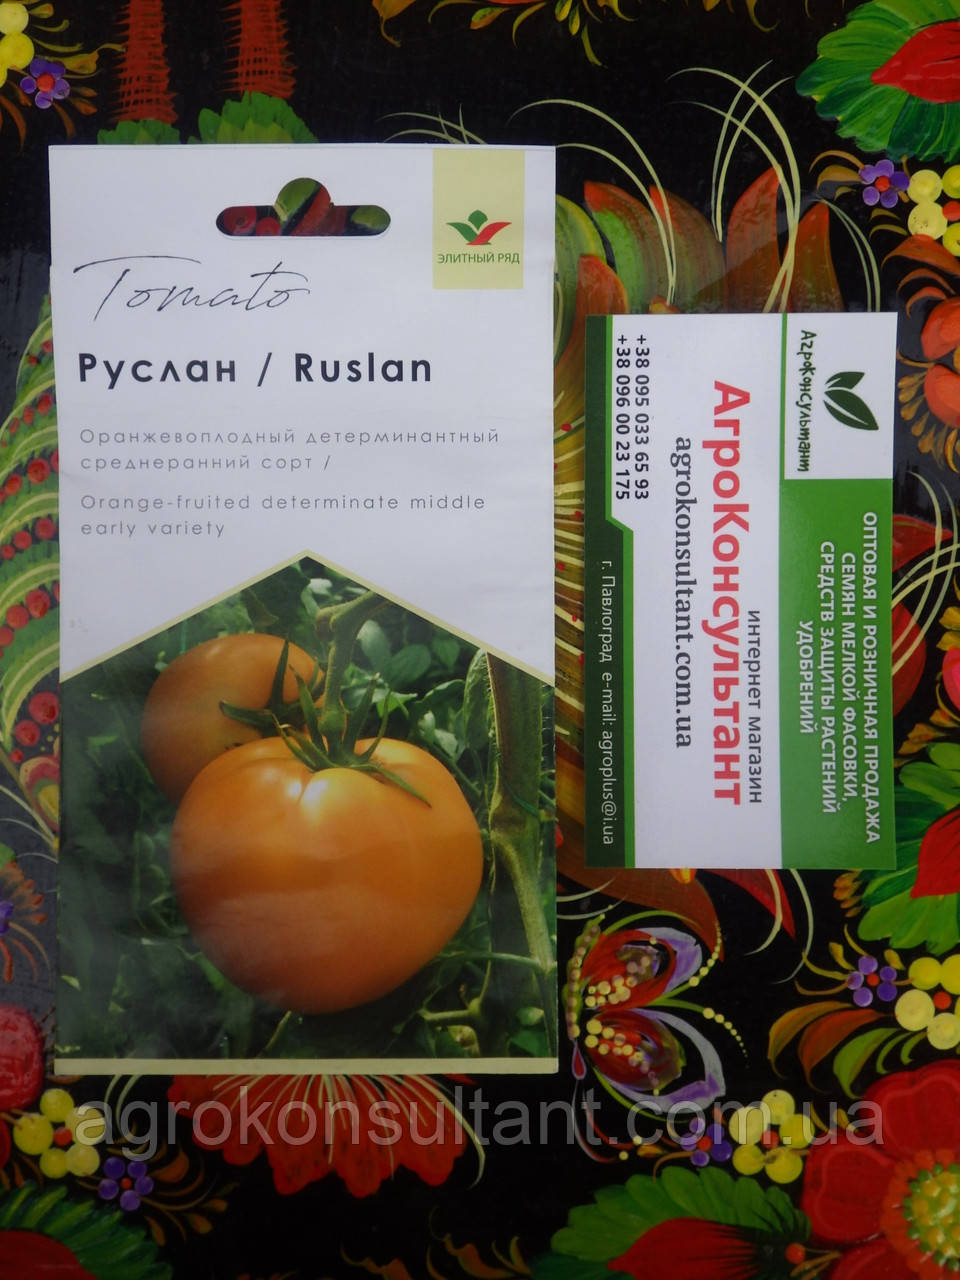 ЭЛИТНЫЙ РЯД
Tomato
Руслан / Ruslan
Оранжевоплодный детерминантный
среднеранний сорт /
Orange-fruited determinate middle
early variety
АгроКонсультант
ОПТОВАЯ И РОЗНИЧНАЯ ПРОДАЖА
СЕМЯН МЕЛКОЙ ФАСОВКИ,
СРЕДСТВ ЗАЩИТЫ РАСТЕНИЙ
УДОБРЕНИЙ
интернет магазин
АгроКонсультант
agrokonsultant.com.ua
+38 095 033 65 93
+38 096 00 23 175
г. Павлоград e-mail: agroplus@i.ua
agrokonsultant.com.ua